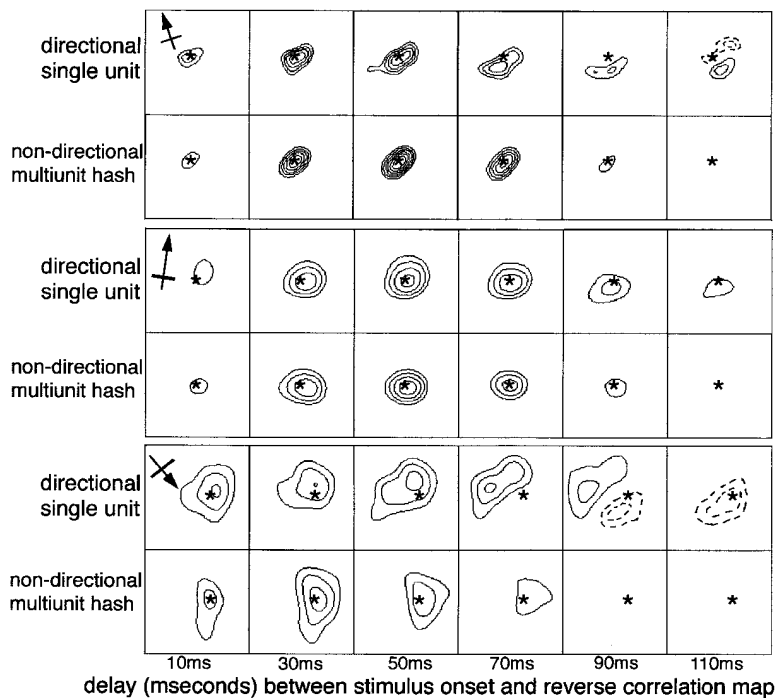 directional
single unit
non-directional
multiunit hash
directional
single unit
non-directional
multiunit hash
directional
single unit
non-directional
multiunit hash
10ms 30ms 50ms 70ms 90ms 110ms
delay (mseconds) between stimulus onset and reverse correlation map